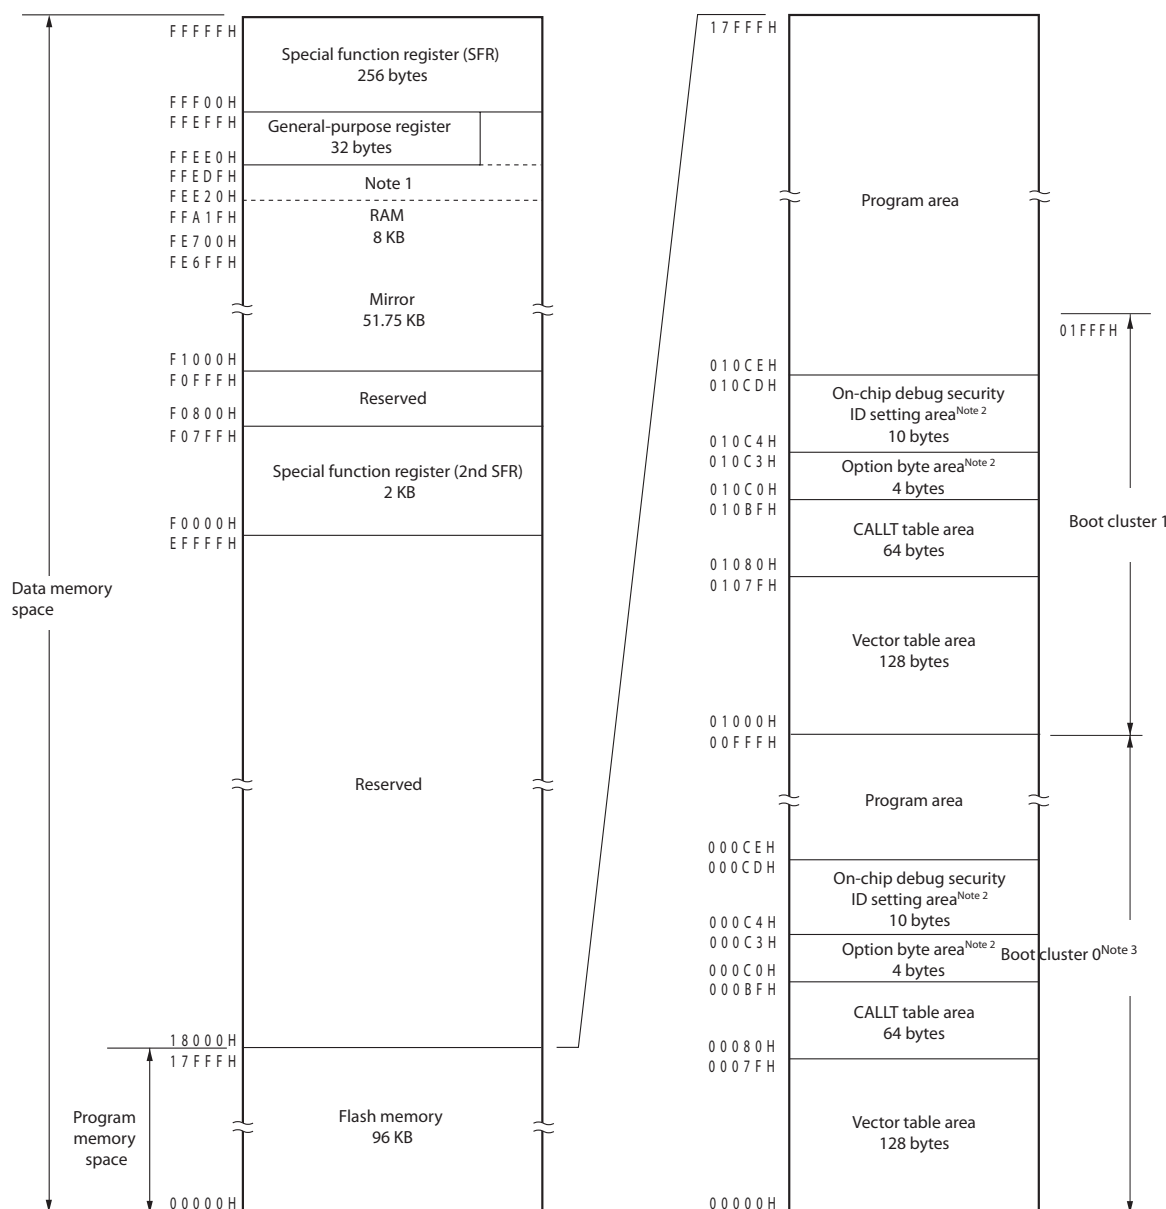 FFFFFH
Special function register (SFR)
256 bytes
FFF00H
FFEFFH
General-purpose register
32 bytes
FFEE0H
FFEDFH
Note 1
FEE20H
FFA1FH
RAM
8 KB
FE700H
FE6FFH
Mirror
51.75 KB
F1000H
F0FFFH
Reserved
F0800H
F07FFH
Special function register (2nd SFR)
2 KB
F0000H
EFFFFH
Data memory
space
Reserved
18000H
17FFFH
Program
memory
space
Flash memory
96 KB
00000H
17FFFH
Program area
01FFFH
010CEH
010CDH
On-chip debug security
ID setting area Note 2
10 bytes
010C4H
010C3H
Option byte area Note 2
4 bytes
010C0H
010BFH
CALLT table area
64 bytes
Boot cluster 1
01080H
0107FH
Vector table area
128 bytes
01000H
00FFFH
Program area
000CEH
000CDH
On-chip debug security
ID setting area Note 2
10 bytes
000C4H
000C3H
Option byte area Note 2
4 bytes
Boot cluster 0 Note 3
000C0H
000BFH
CALLT table area
64 bytes
00080H
0007FH
Vector table area
128 bytes
00000H